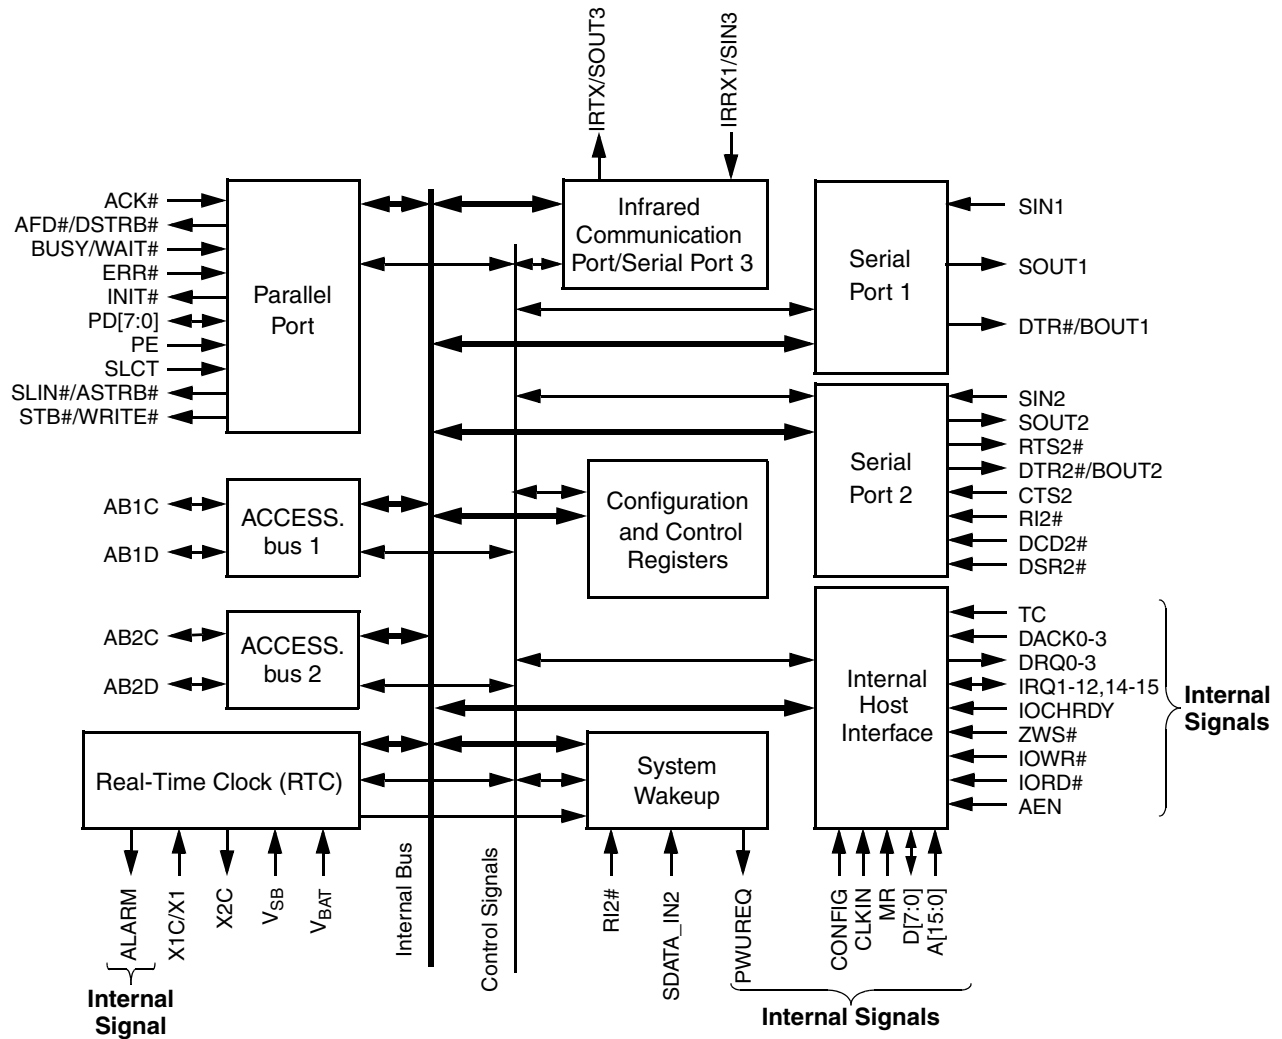 IRTX/SOUT3
IRRX1/SIN3
ACK#
AFD#/DSTRB#
BUSY/WAIT#
ERR#
INIT#
PD[7:0]
PE
SLCT
SLIN#/ASTRB#
STB#/WRITE#
Parallel
Port
Infrared
Communication
Port/Serial Port 3
Serial
Port 1
SIN1
SOUT1
DTR#/BOUT1
Serial
Port 2
SIN2
SOUT2
RTS2#
DTR2#/BOUT2
CTS2
RI2#
DCD2#
DSR2#
AB1C
AB1D
ACCESS.
bus 1
Configuration
and Control
Registers
AB2C
AB2D
ACCESS.
bus 2
Internal
Host
Interface
TC
DACK0-3
DRQ0-3
IRQ1-12,14-15
IOCHRDY
ZWS#
IOWR#
IORD#
AEN
Internal
Signals
Real-Time Clock (RTC)
System
Wakeup
ALARM
X1C/X1
X2C
VSB
VBAT
Internal Bus
Control Signals
RI2#
SDATA_IN2
PWUREQ
CONFIG
CLKIN
MR
D[7:0]
A[15:0]
Internal
Signal
Internal Signals